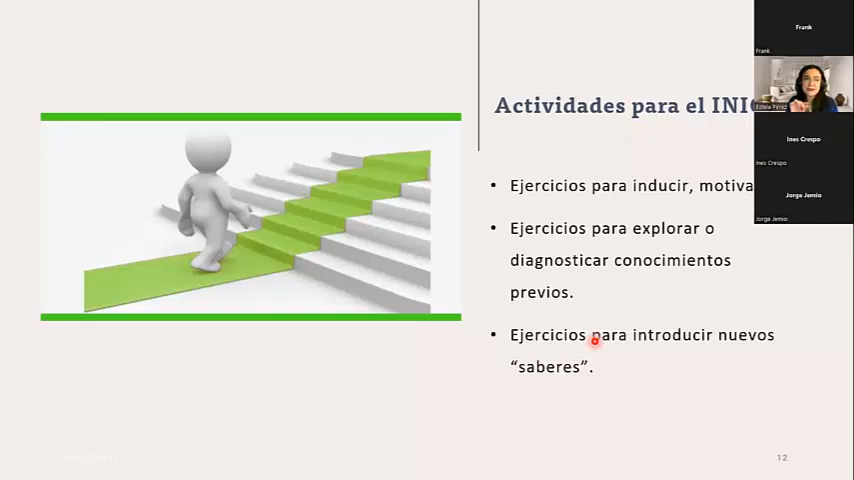 Actividades para el INIC
Ejercicios para inducir, motiva
Ejercicios para explorar o
diagnosticar conocimientos
previos.
Ejercicios para introducir nuevos
“saberes”.
12
Frank
Frank
Estela Pérez
Ines Crespo
Ines Crespo
Jorge Jemio
Jorge Jemio